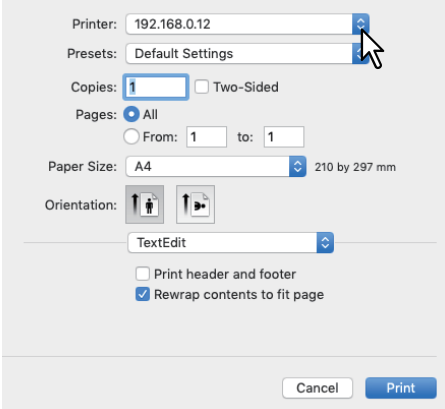 Printer: 192.168.0.12
Presets: Default Settings
Copies: 1 Two-Sided
Pages: All
From: 1 to: 1
Paper Size: A4 210 by 297 mm
Orientation:
TextEdit
Print header and footer
Rewrap contents to fit page
Cancel Print